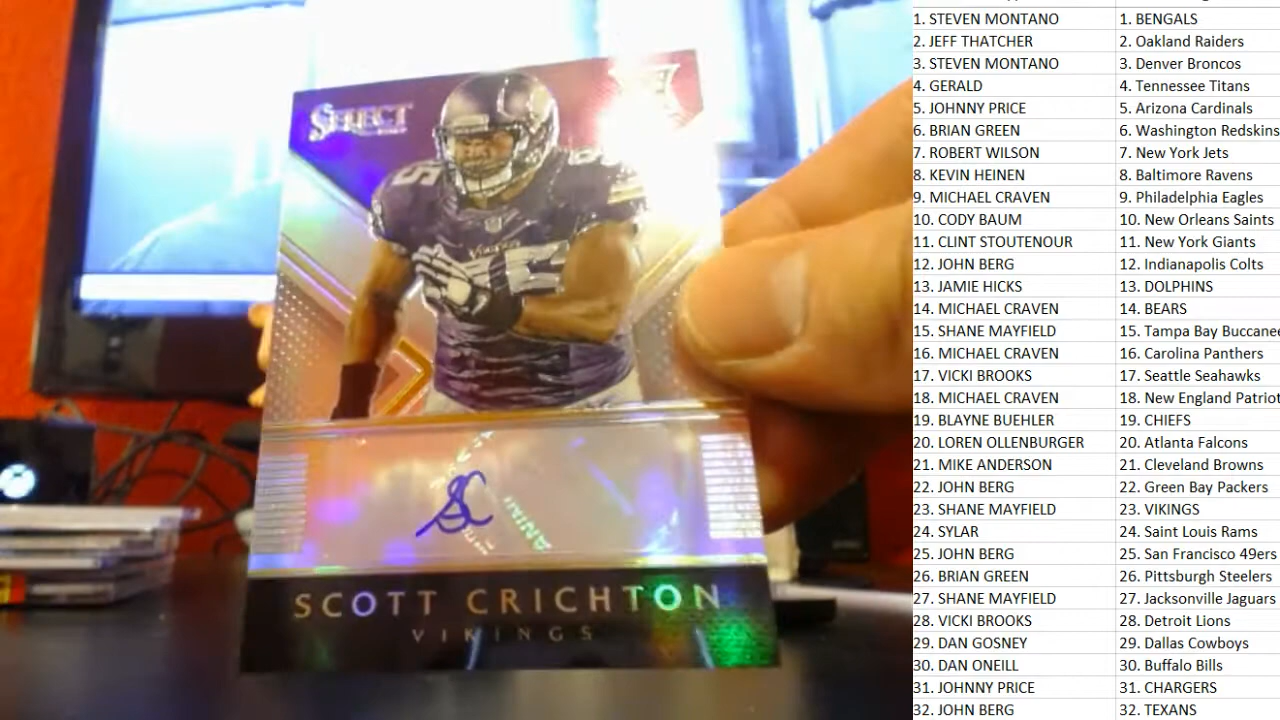 SELECT
VIKINGS
SC
PANINI
SCOTT CRICHTON
VIKINGS
1. STEVEN MONTANO 1. BENGALS
2. JEFF THATCHER 2. Oakland Raiders
3. STEVEN MONTANO 3. Denver Broncos
4. GERALD 4. Tennessee Titans
5. JOHNNY PRICE 5. Arizona Cardinals
6. BRIAN GREEN 6. Washington Redskins
7. ROBERT WILSON 7. New York Jets
8. KEVIN HEINEN 8. Baltimore Ravens
9. MICHAEL CRAVEN 9. Philadelphia Eagles
10. CODY BAUM 10. New Orleans Saints
11. CLINT STOUTENOUR 11. New York Giants
12. JOHN BERG 12. Indianapolis Colts
13. JAMIE HICKS 13. DOLPHINS
14. MICHAEL CRAVEN 14. BEARS
15. SHANE MAYFIELD 15. Tampa Bay Buccanee
16. MICHAEL CRAVEN 16. Carolina Panthers
17. VICKI BROOKS 17. Seattle Seahawks
18. MICHAEL CRAVEN 18. New England Patriot
19. BLAYNE BUEHLER 19. CHIEFS
20. LOREN OLLENBURGER 20. Atlanta Falcons
21. MIKE ANDERSON 21. Cleveland Browns
22. JOHN BERG 22. Green Bay Packers
23. SHANE MAYFIELD 23. VIKINGS
24. SYLAR 24. Saint Louis Rams
25. JOHN BERG 25. San Francisco 49ers
26. BRIAN GREEN 26. Pittsburgh Steelers
27. SHANE MAYFIELD 27. Jacksonville Jaguars
28. VICKI BROOKS 28. Detroit Lions
29. DAN GOSNEY 29. Dallas Cowboys
30. DAN ONEILL 30. Buffalo Bills
31. JOHNNY PRICE 31. CHARGERS
32. JOHN BERG 32. TEXANS